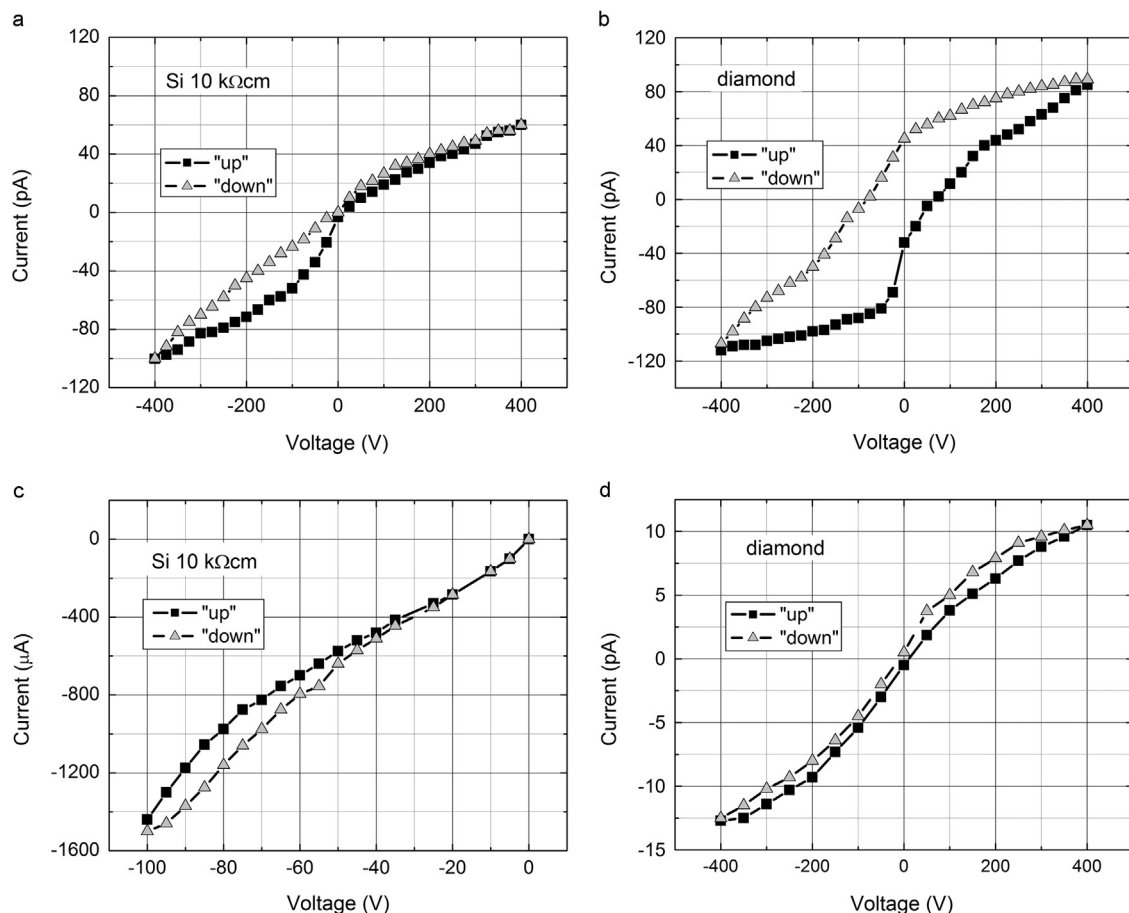 a
120
80
40
0
-40
-80
-120
Current (pA)
Si 10 kΩcm
"up"
"down"
-400 -200 0 200 400
Voltage (V)
b
120
80
40
0
-40
-80
-120
Current (pA)
diamond
"up"
"down"
-400 -200 0 200 400
Voltage (V)
c
0
-400
-800
-1200
-1600
Current (μA)
Si 10 kΩcm
"up"
"down"
-100 -80 -60 -40 -20 0
Voltage (V)
d
10
5
0
-5
-10
-15
Current (pA)
diamond
"up"
"down"
-400 -200 0 200 400
Voltage (V)